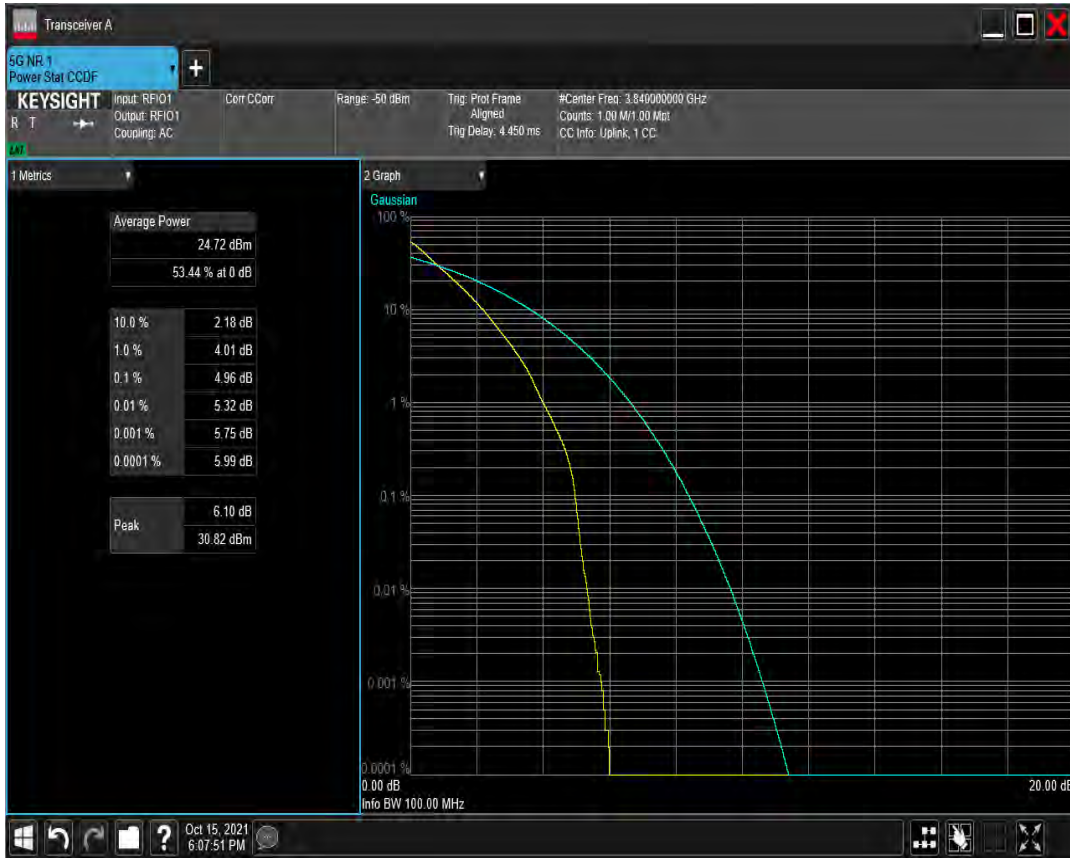 Transceiver A
5G NR 1
Power Stat CCDF
+
KEYSIGHT
R T
LXI
Input: RFIO1
Output: RFIO1
Coupling: AC
Corr CCorr
Range: -50 dBm
Trig: Prot Frame
Aligned
Trig Delay: 4.450 ms
#Center Freq: 3.840000000 GHz
Counts: 1.00 M/1.00 Mpt
CC Info: Uplink, 1 CC
1 Metrics
Average Power
24.72 dBm
53.44 % at 0 dB
10.0 % 2.18 dB
1.0 % 4.01 dB
0.1 % 4.96 dB
0.01 % 5.32 dB
0.001 % 5.75 dB
0.0001 % 5.99 dB
Peak
6.10 dB
30.82 dBm
2 Graph
Gaussian
100 %
10 %
1 %
0.1 %
0.01 %
0.001 %
0.0001 %
0.00 dB
20.00 dB
Info BW 100.00 MHz
?
Oct 15, 2021
6:07:51 PM